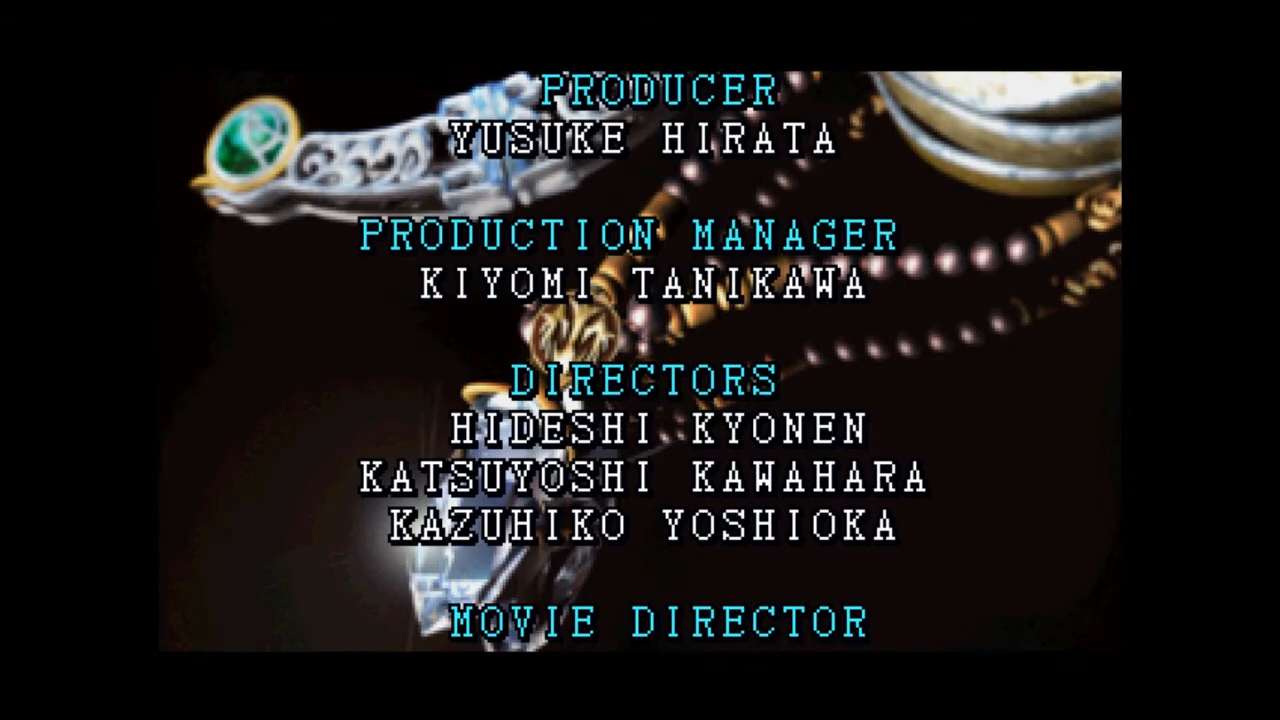 PRODUCER
YUSUKE HIRATA
PRODUCTION MANAGER
KIYOMI TANIKAWA
DIRECTORS
HIDESHI KYONEN
KATSUYOSHI KAWAHARA
KAZUHIKO YOSHIOKA
MOVIE DIRECTOR